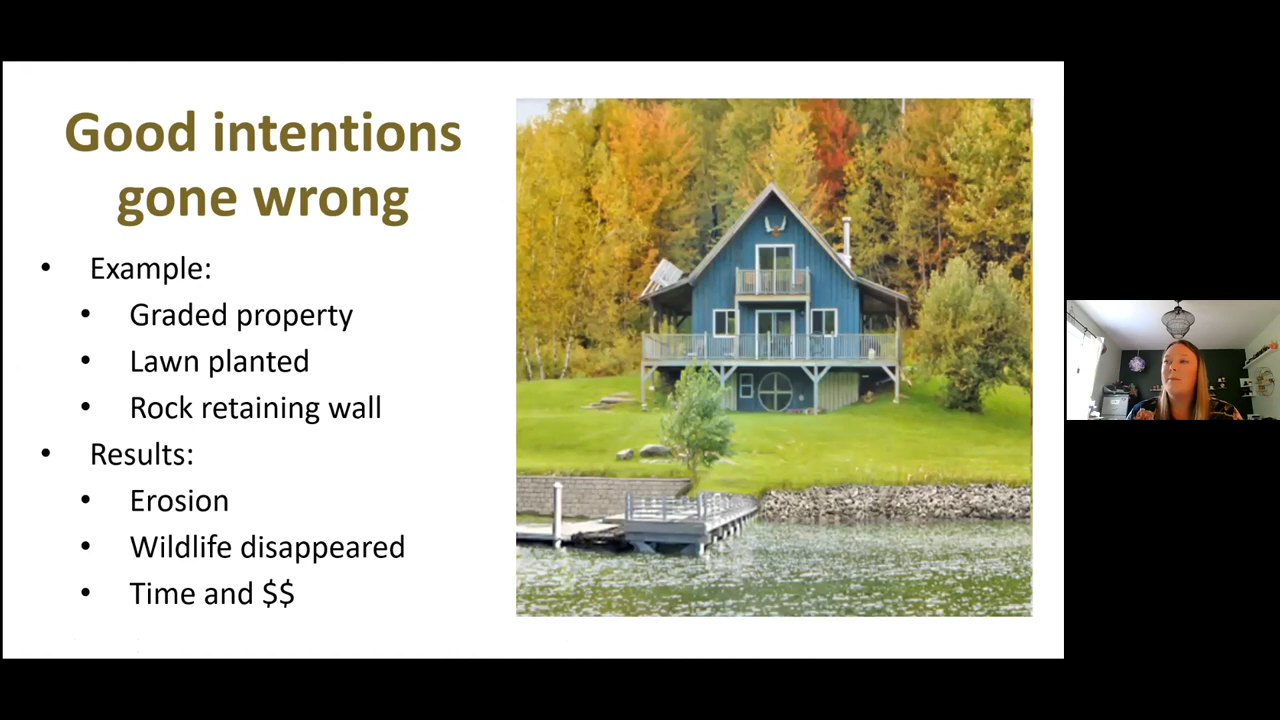 Good intentions
gone wrong
• Example:
• Graded property
• Lawn planted
• Rock retaining wall
• Results:
• Erosion
• Wildlife disappeared
• Time and $$